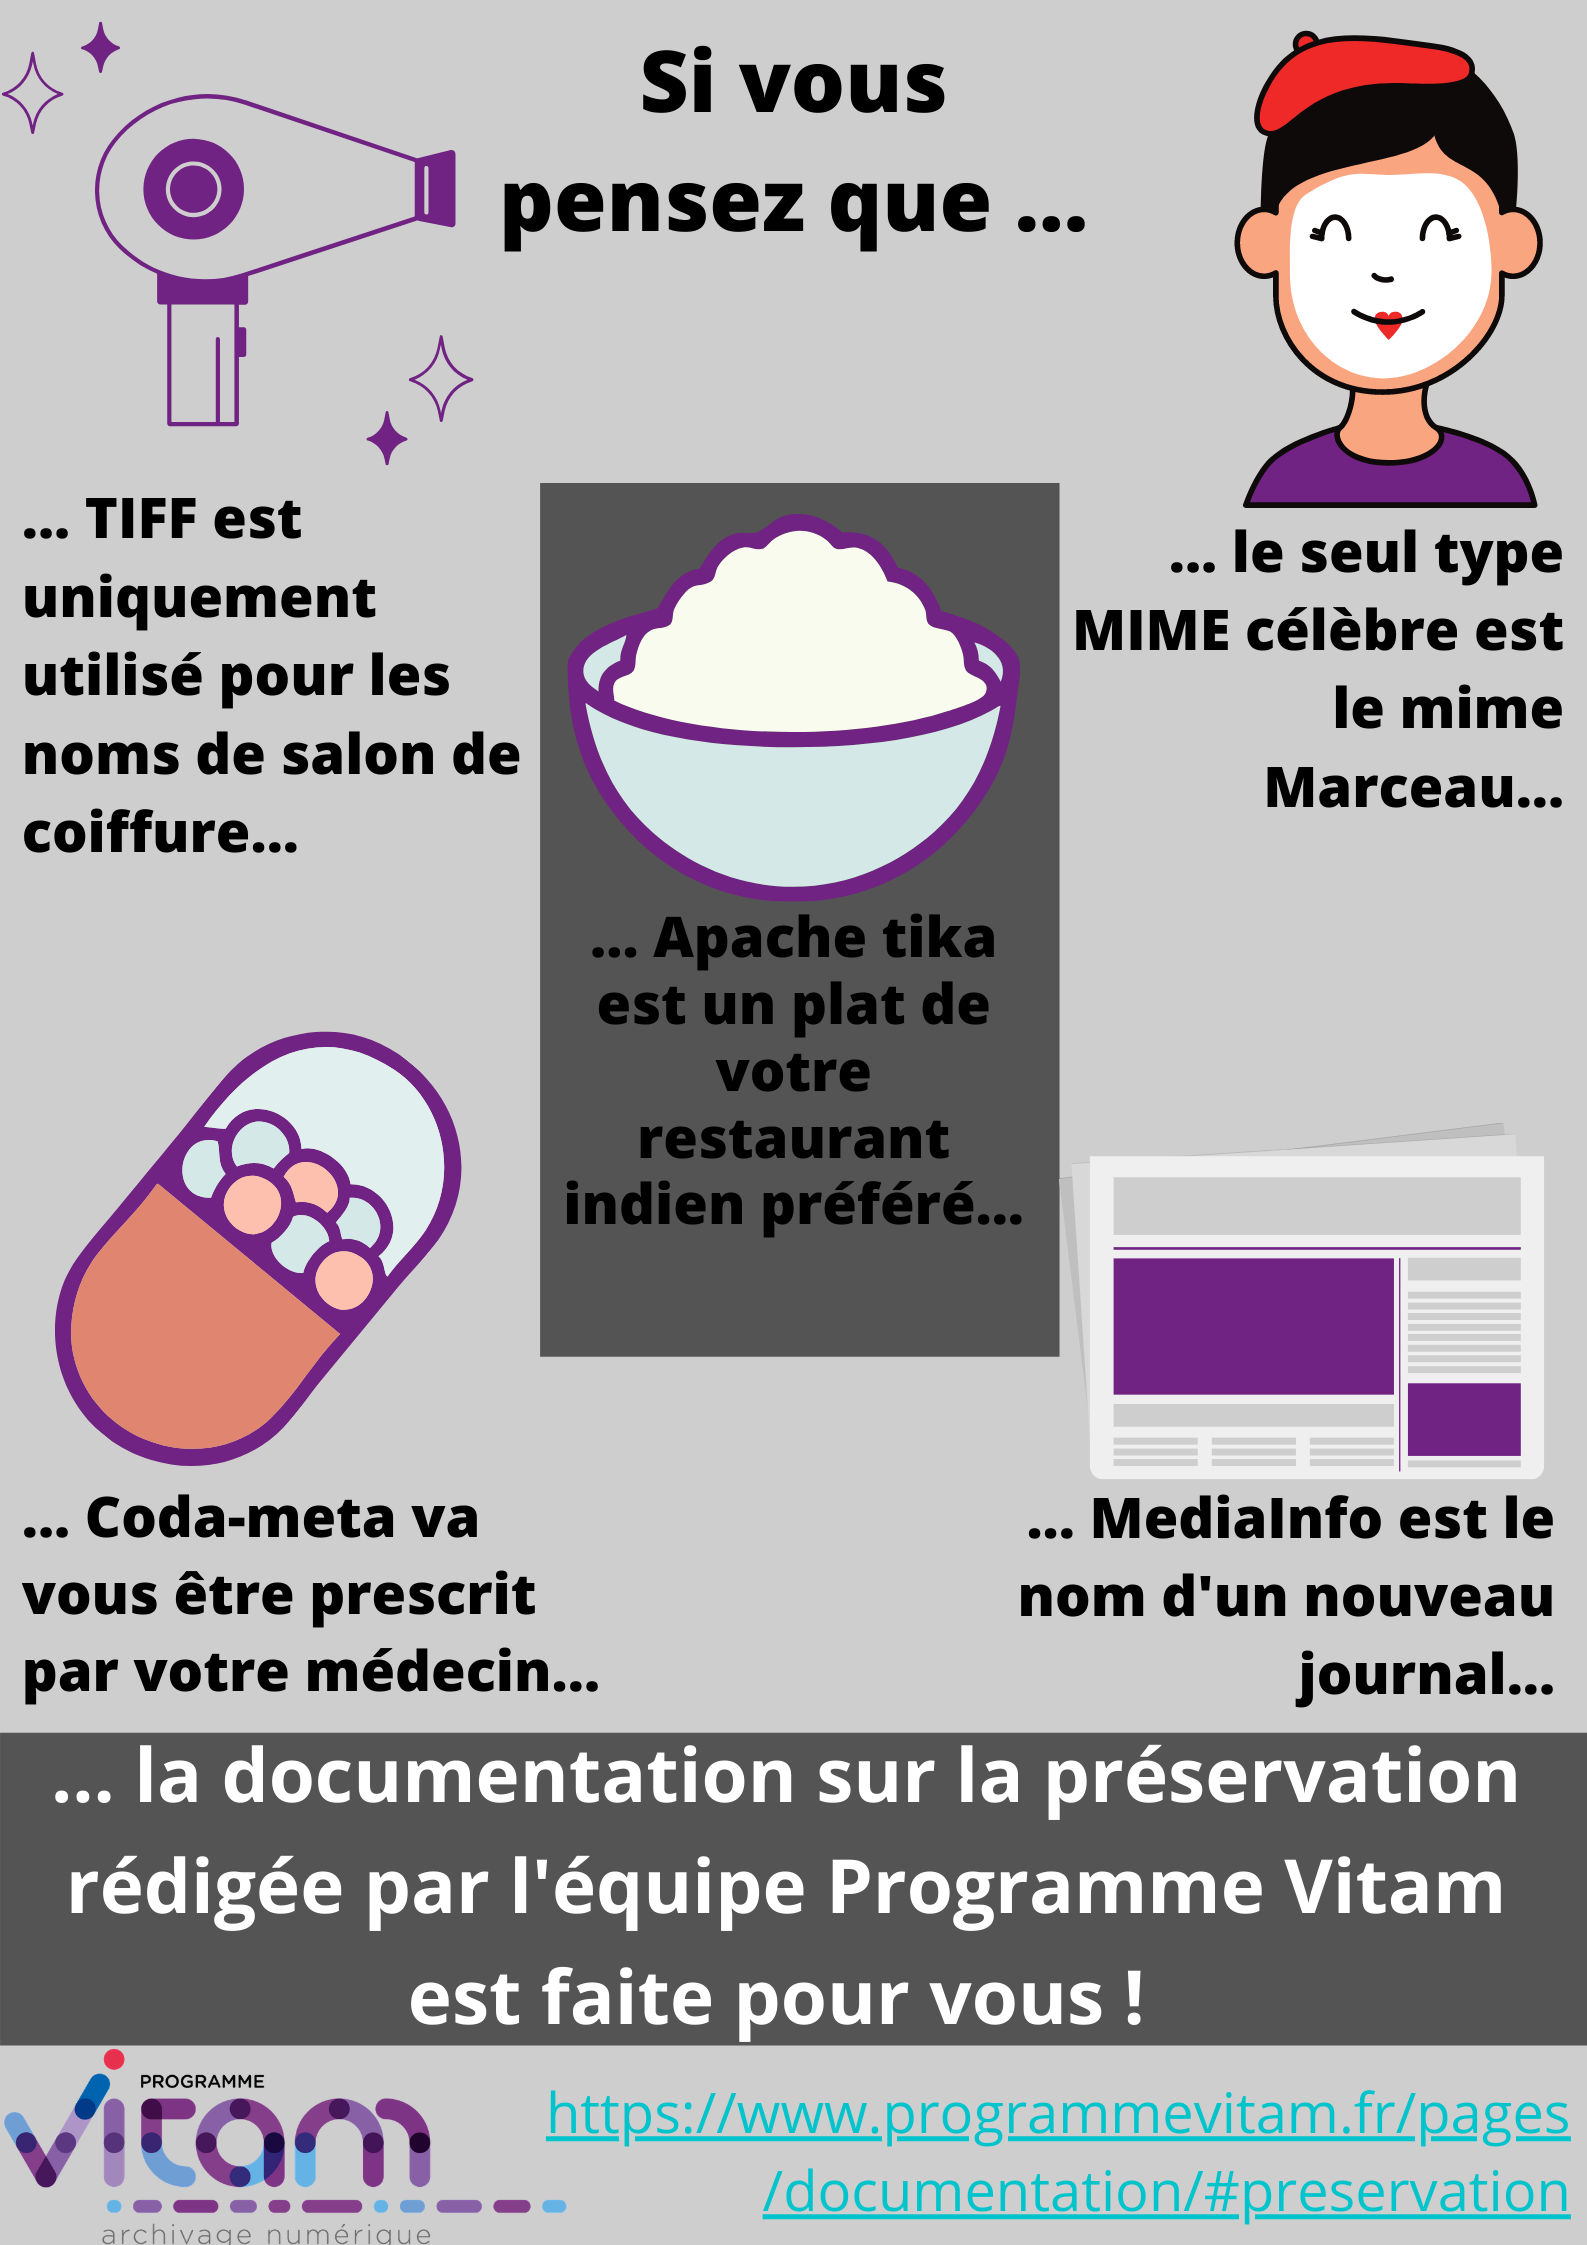 Si vous
pensez que ...
... TIFF est
uniquement
utilisé pour les
noms de salon de
coiffure...
... le seul type
MIME célèbre est
le mime
Marceau...
... Apache tika
est un plat de
votre
restaurant
indien préféré...
... Coda-meta va
vous être prescrit
par votre médecin...
... MediaInfo est le
nom d'un nouveau
journal...
... la documentation sur la préservation
rédigée par l'équipe Programme Vitam
est faite pour vous !
PROGRAMME
vitam
archivage numérique
https://www.programmevitam.fr/pages
/documentation/#preservation